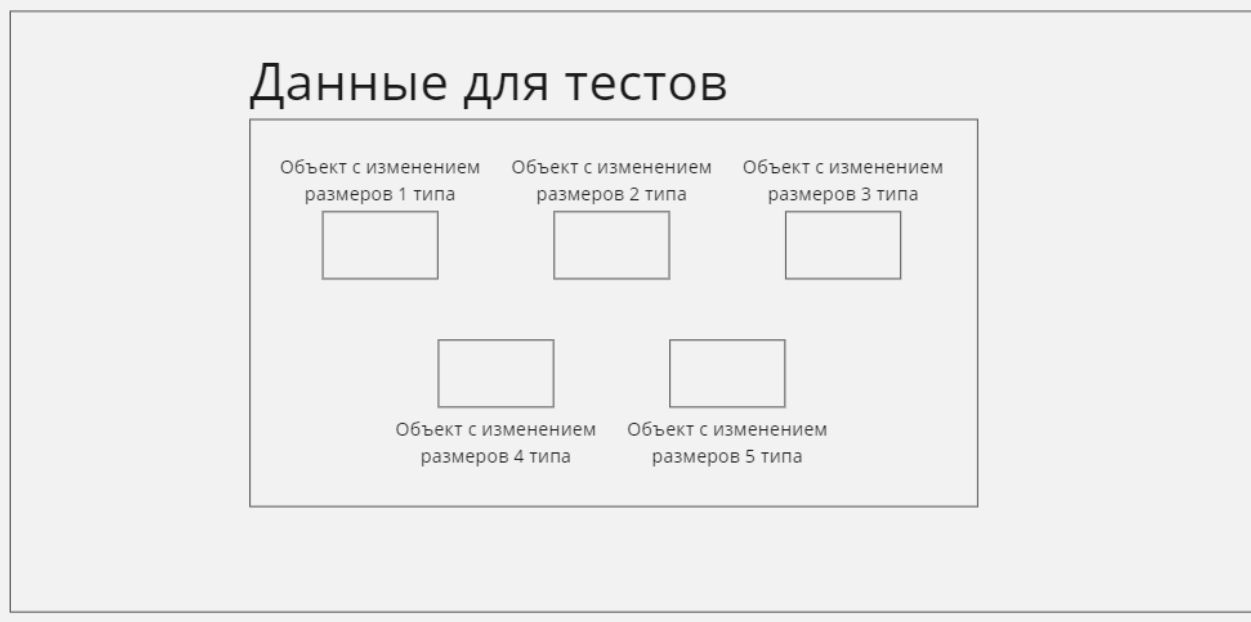 Данные для тестов
Объект с изменением
размеров 1 типа
Объект с изменением
размеров 2 типа
Объект с изменением
размеров 3 типа
Объект с изменением
размеров 4 типа
Объект с изменением
размеров 5 типа